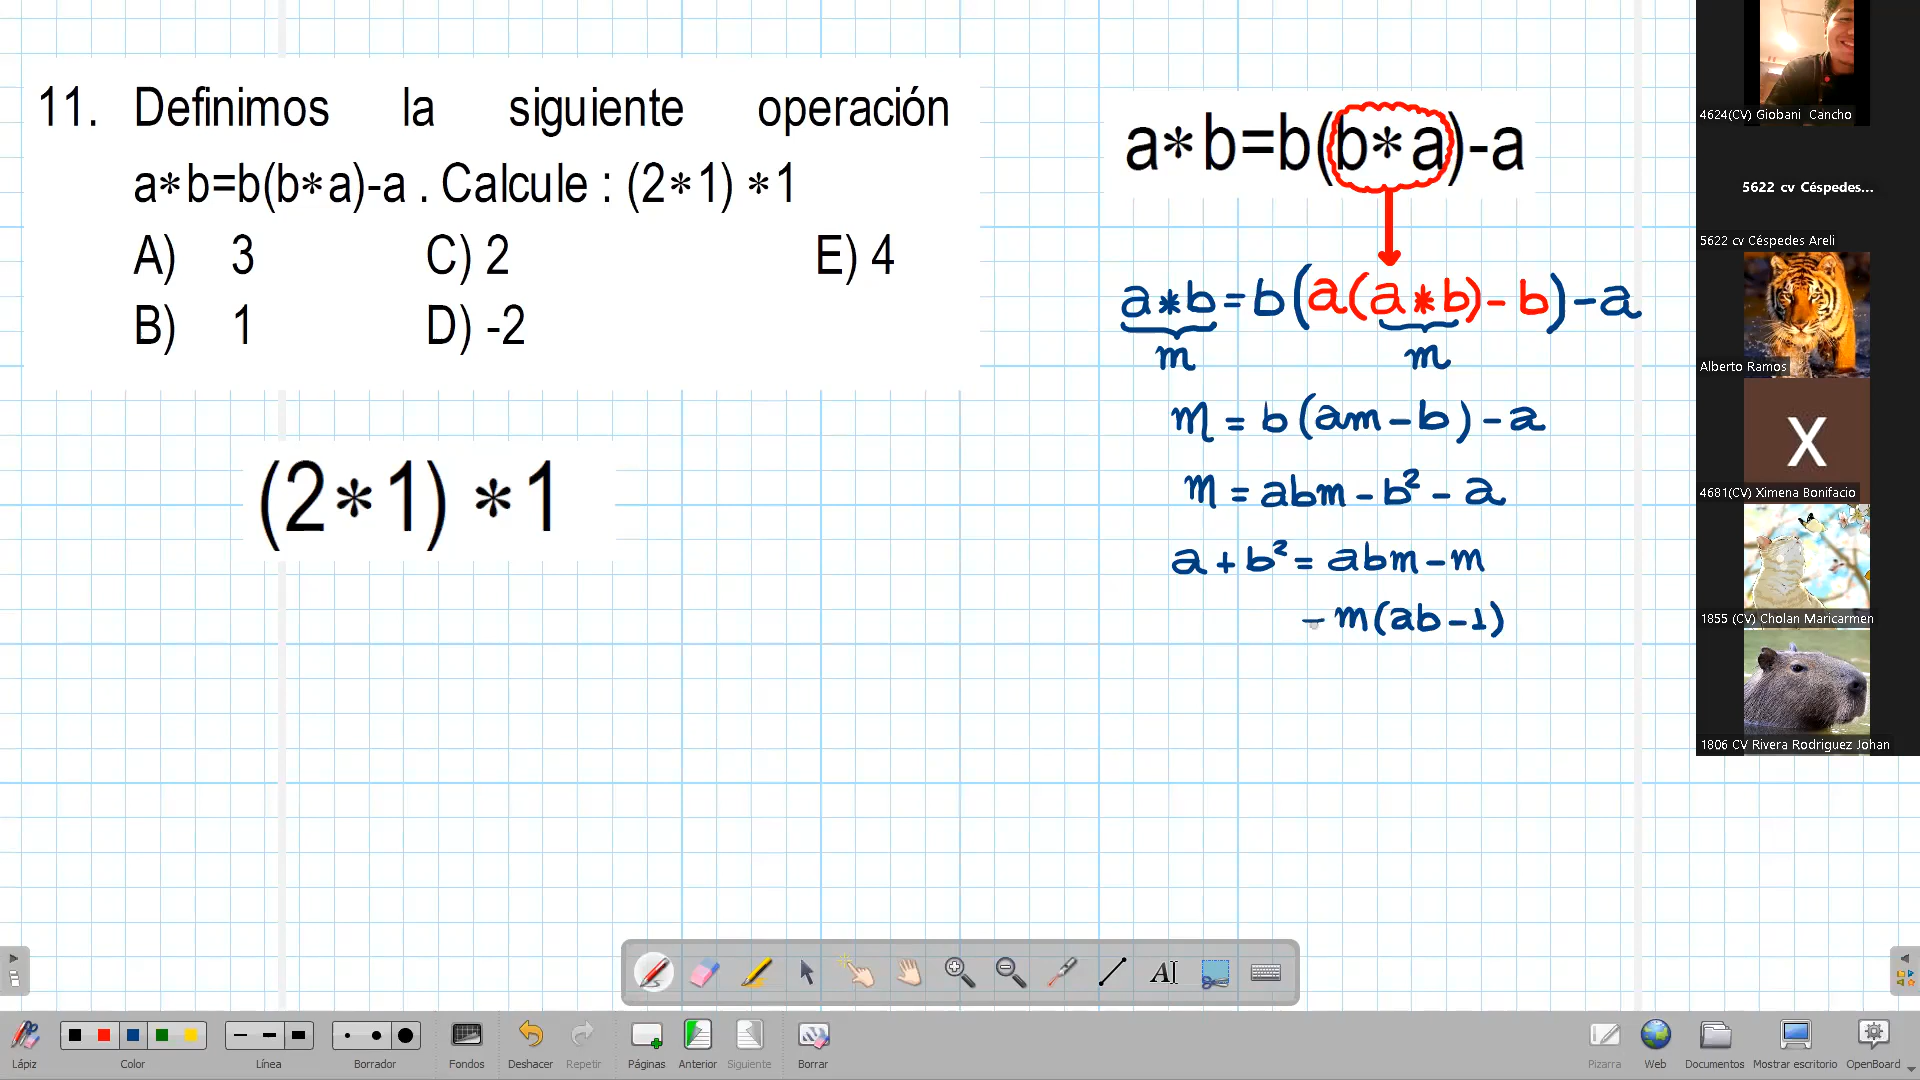 11. Definimos la siguiente operación
a*b=b(b*a)-a . Calcule : (2*1) *1
A) 3 C) 2 E) 4
B) 1 D) -2
(2*1) *1
a*b=b(b*a)-a
a*b=b(a(a*b)-b)-a
m m
m = b(am-b)-a
m = abm-b²-a
a+b²= abm-m
- m(ab-1)
4624(CV) Giobani Cancho
5622 cv Céspedes...
5622 cv Céspedes Areli
Alberto Ramos
X
4681(CV) Ximena Bonifacio
1855 (CV) Cholan Maricarmen
1806 CV Rivera Rodriguez Johan
AI
Lápiz Color Línea Borrador Fondos Deshacer Repetir Páginas Anterior Siguiente Borrar Pizarra Web Documentos Mostrar escritorio OpenBoard